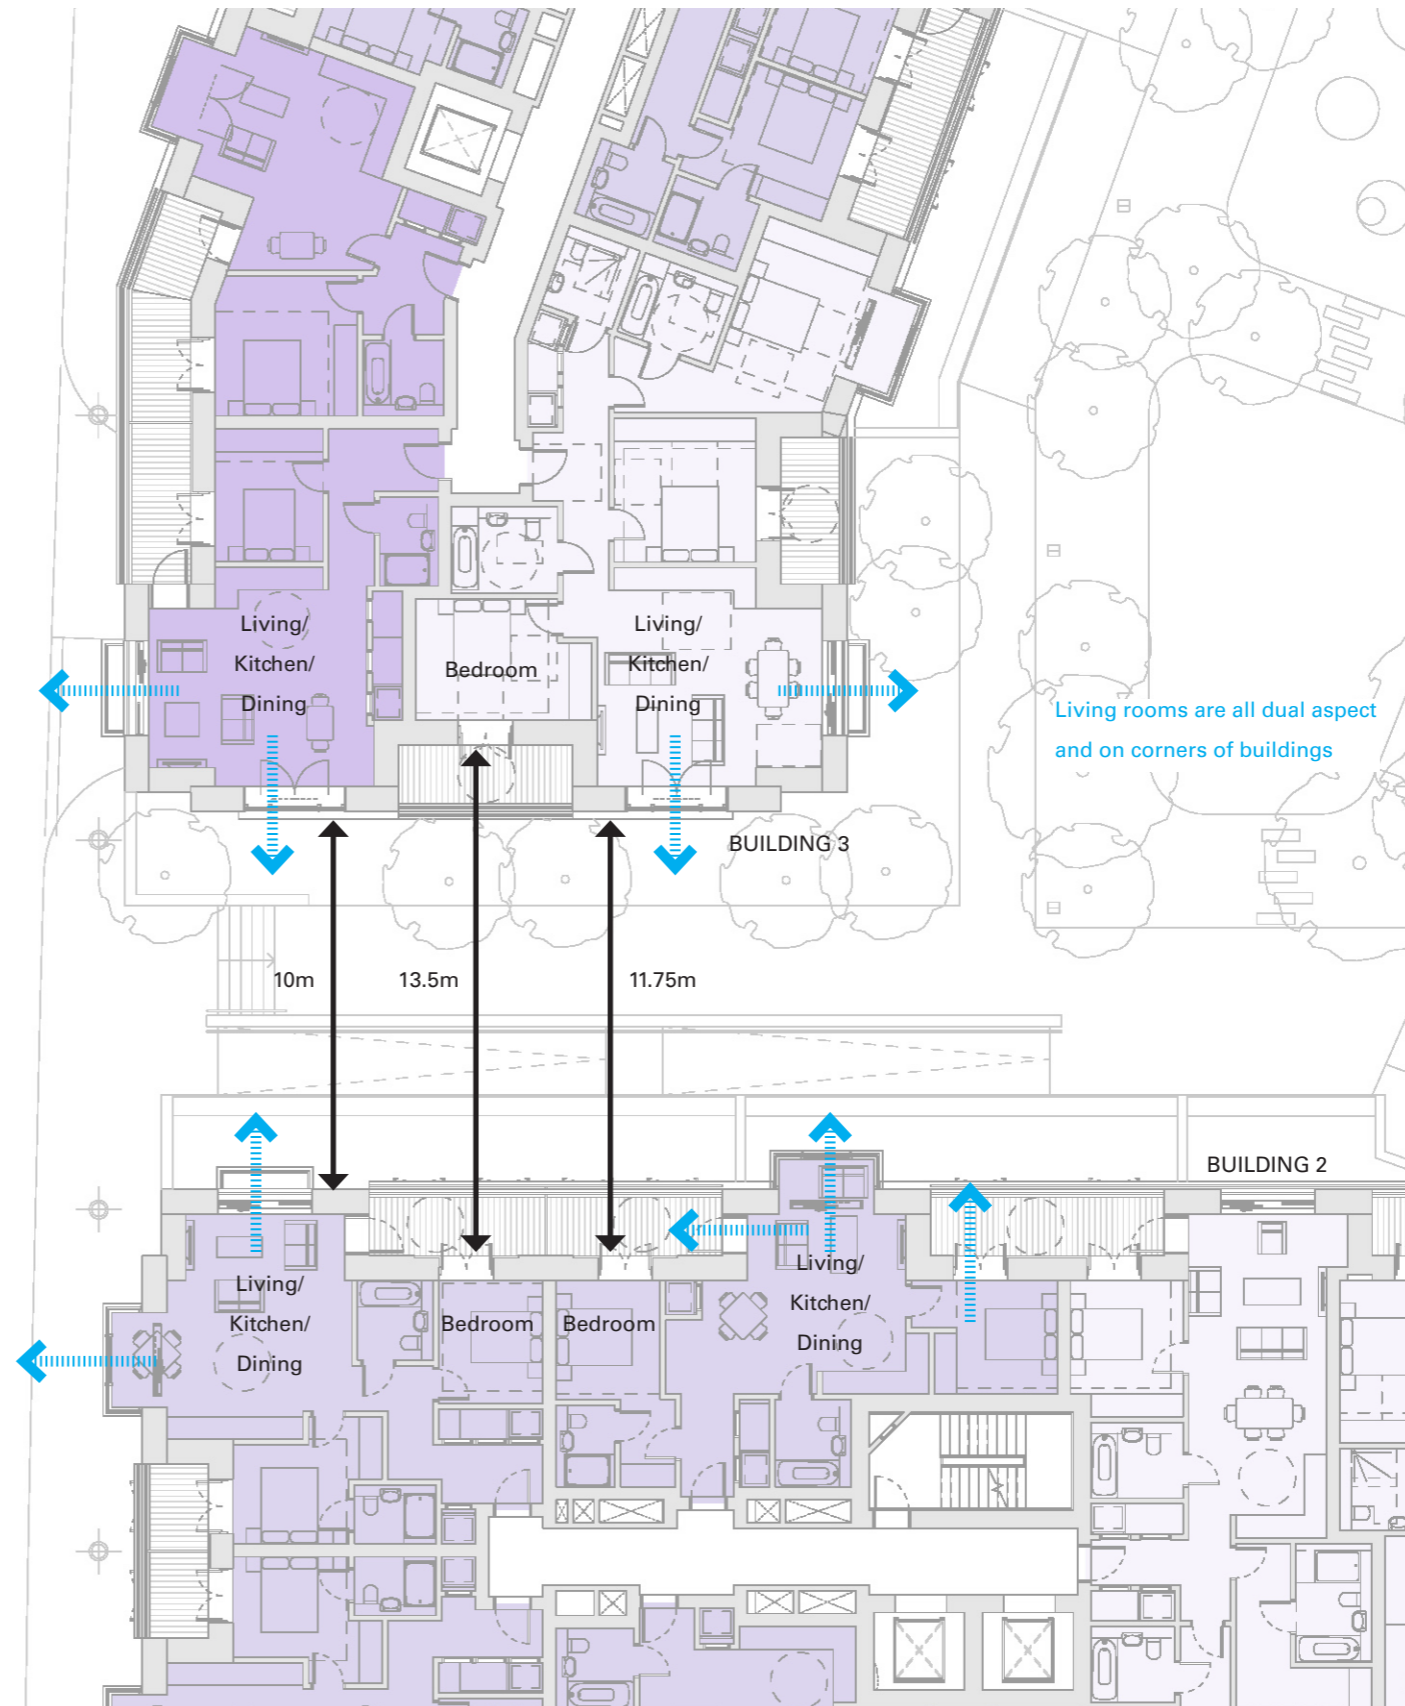 Living/
Kitchen/
Dining
Bedroom
Living/
Kitchen/
Dining
Living rooms are all dual aspect
and on corners of buildings
BUILDING 3
10m
13.5m
11.75m
BUILDING 2
Living/
Kitchen/
Dining
Bedroom
Bedroom
Living/
Kitchen/
Dining